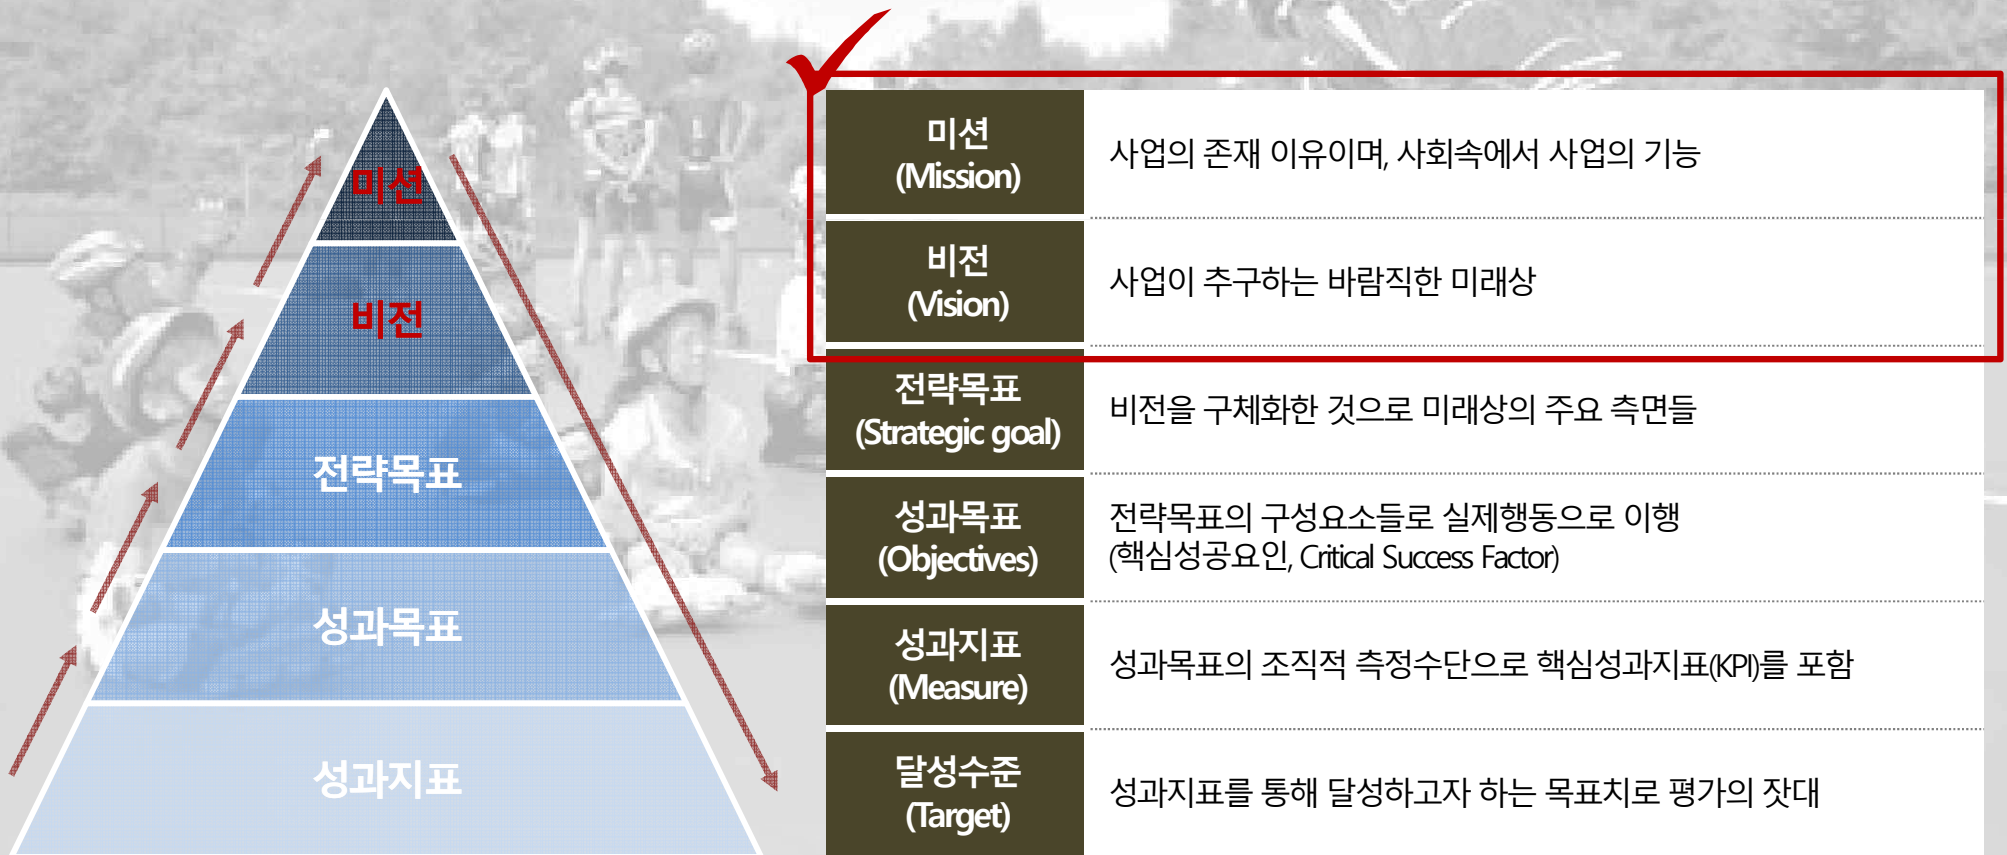 미션
비전
전략목표
성과목표
성과지표
미션
(Mission)
사업의 존재 이유이며, 사회속에서 사업의 기능
비전
(Vision)
사업이 추구하는 바람직한 미래상
전략목표
(Strategic goal)
비전을 구체화한 것으로 미래상의 주요 측면들
성과목표
(Objectives)
전략목표의 구성요소들로 실제행동으로 이행
(핵심성공요인, Critical Success Factor)
성과지표
(Measure)
성과목표의 조직적 측정수단으로 핵심성과지표(KPI)를 포함
달성수준
(Target)
성과지표를 통해 달성하고자 하는 목표치로 평가의 잣대